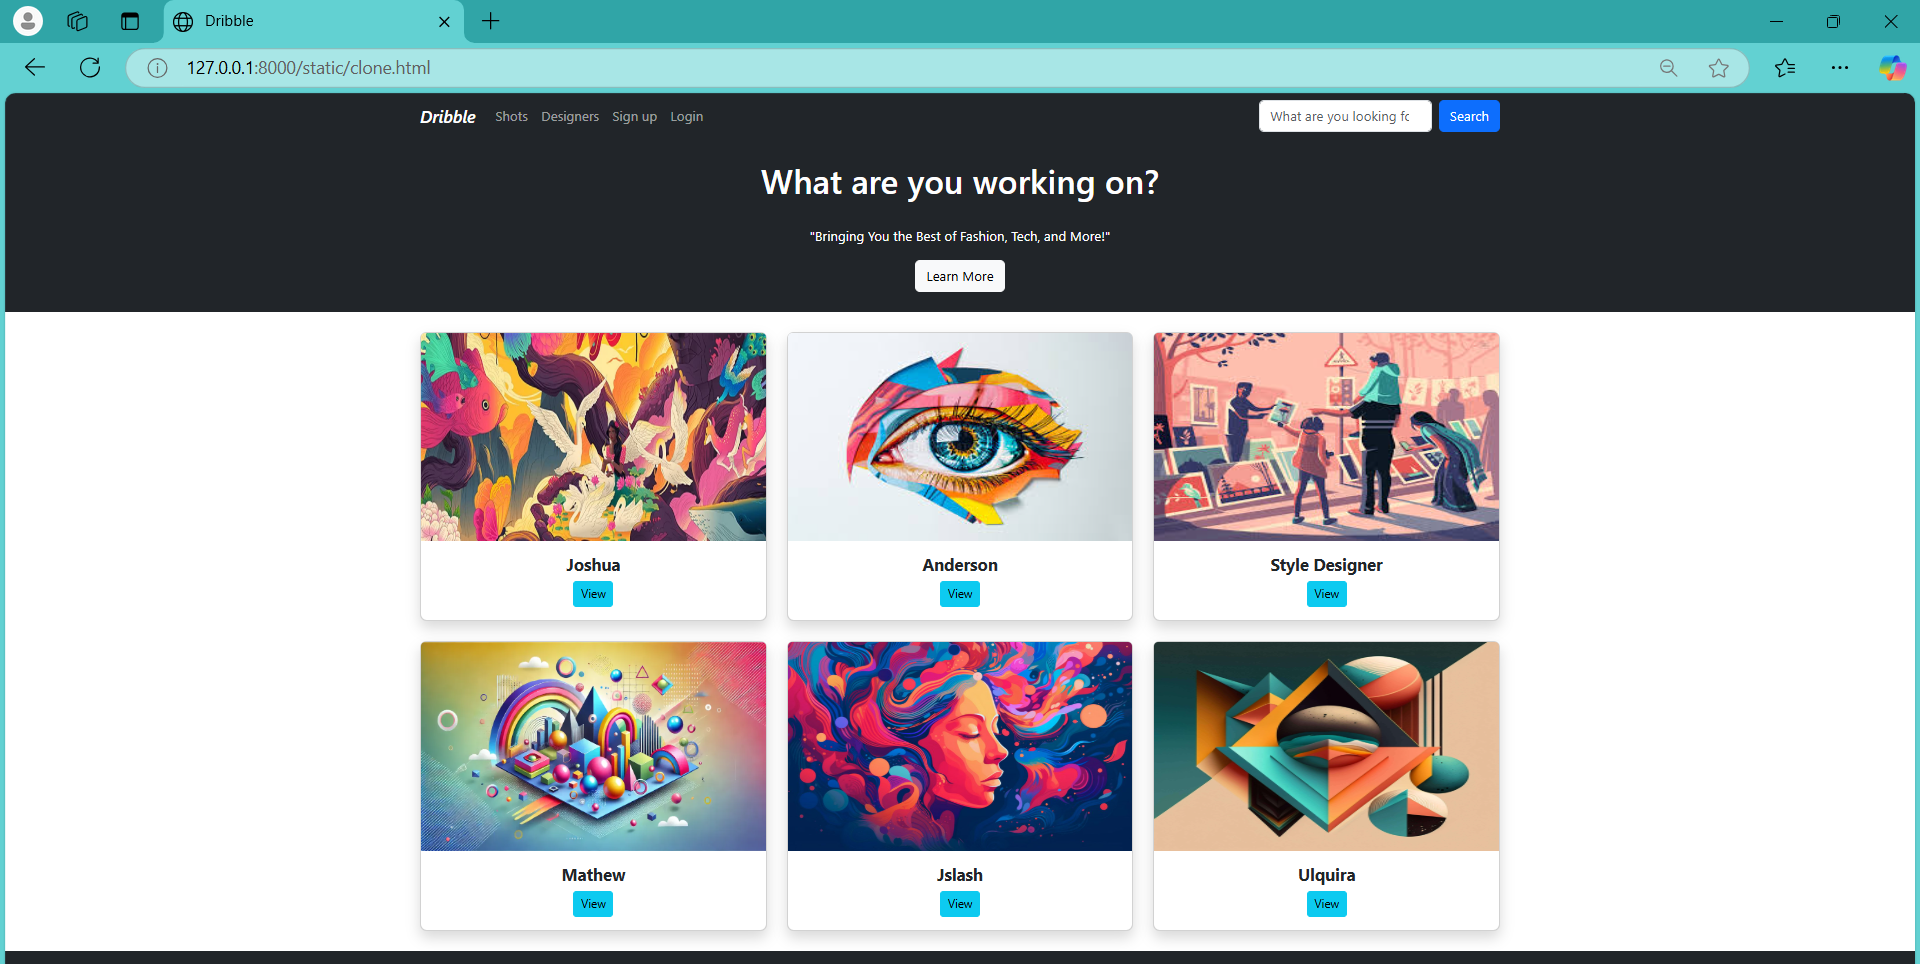 Dribble
127.0.0.1:8000/static/clone.html
Dribble Shots Designers Sign up Login What are you looking fo Search
What are you working on?
"Bringing You the Best of Fashion, Tech, and More!"
Learn More
Joshua Anderson Style Designer
View View View
Mathew Jslash Ulquira
View View View